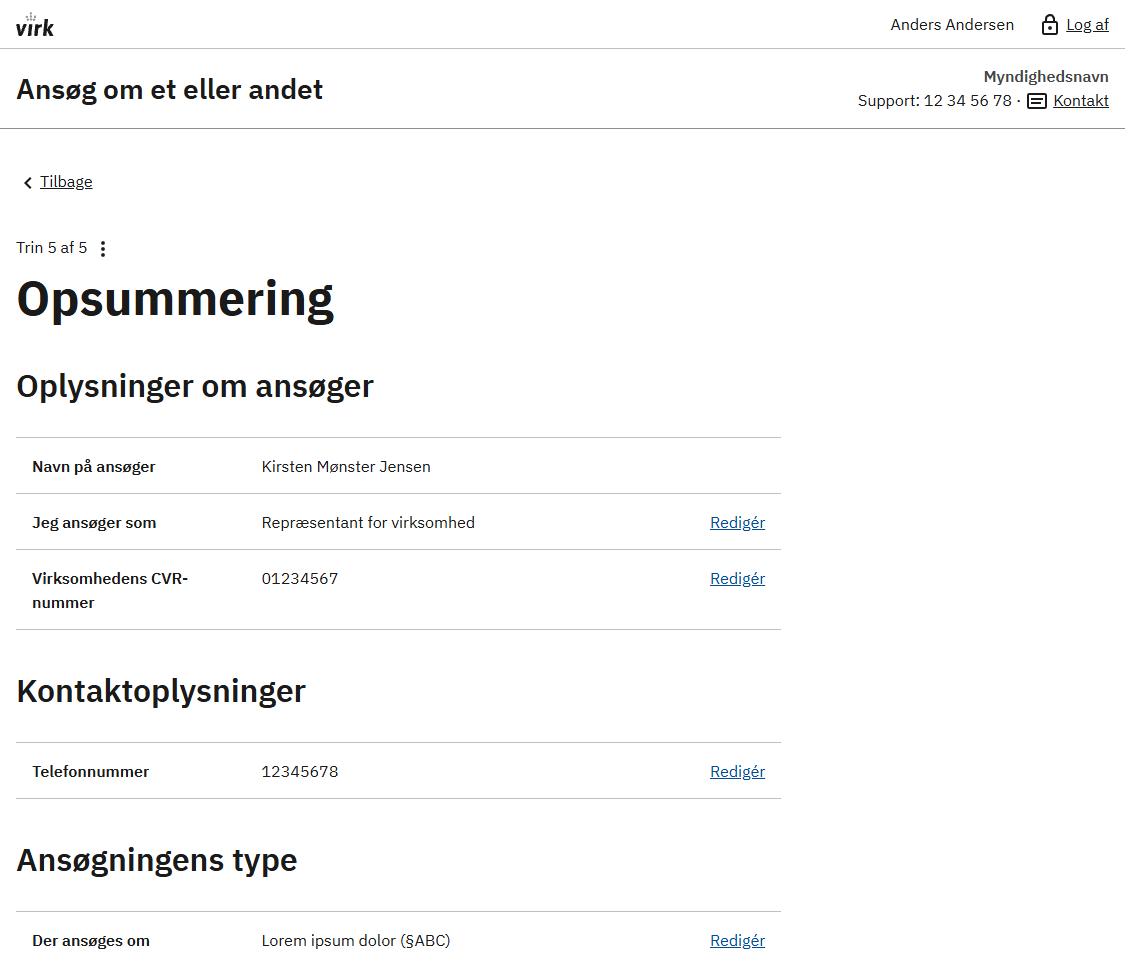 virk
Anders Andersen
Log af
Ansøg om et eller andet
Myndighedsnavn
Support: 12 34 56 78 · Kontakt
Tilbage
Trin 5 af 5
Opsummering
Oplysninger om ansøger
Navn på ansøger Kirsten Mønster Jensen
Jeg ansøger som Repræsentant for virksomhed Redigér
Virksomhedens CVR- 01234567 Redigér
nummer
Kontaktoplysninger
Telefonnummer 12345678 Redigér
Ansøgningens type
Der ansøges om Lorem ipsum dolor (§ABC) Redigér